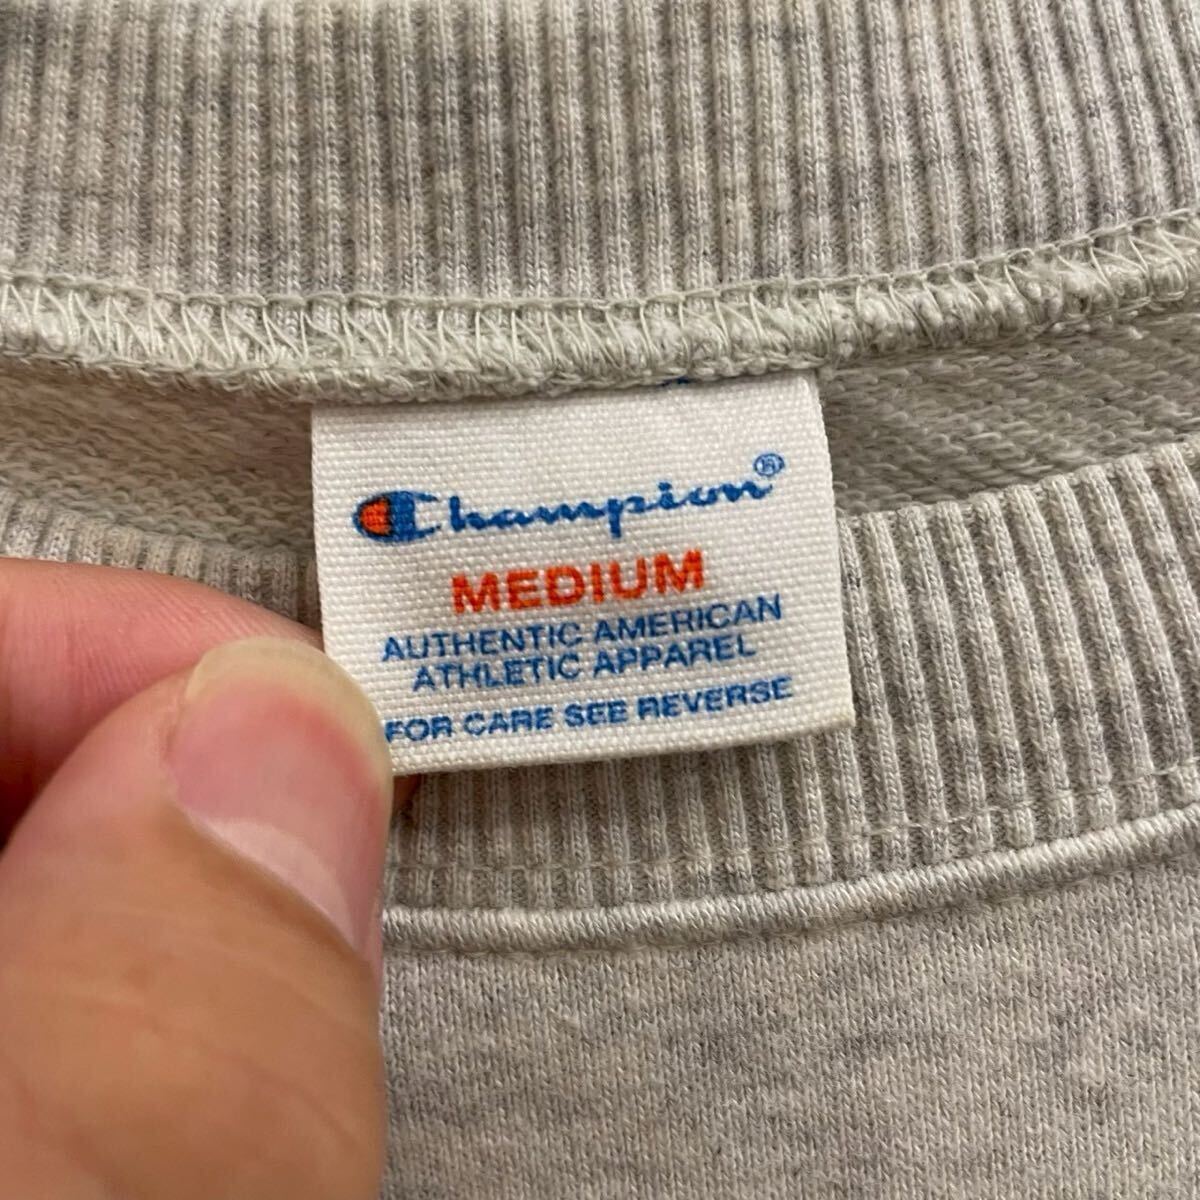 Champion®
MEDIUM
AUTHENTIC AMERICAN
ATHLETIC APPAREL
FOR CARE SEE REVERSE